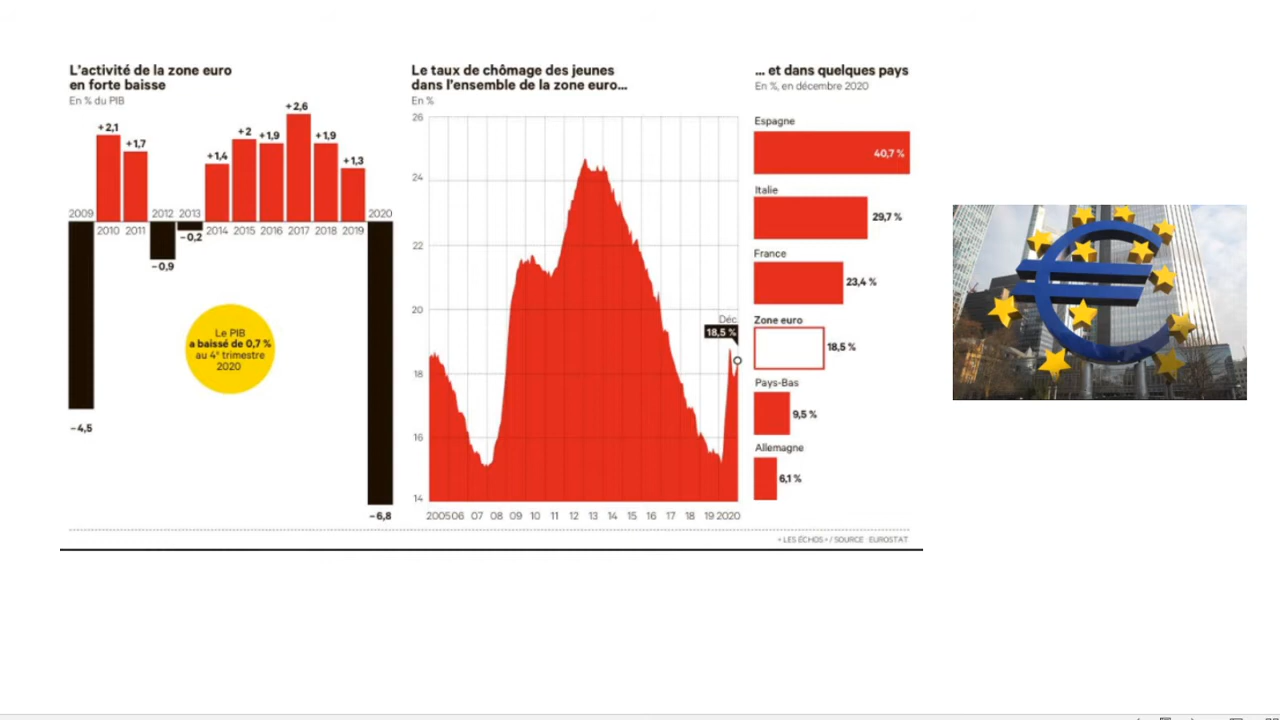 L'activité de la zone euro
en forte baisse
En % du PIB
+2,1
+1,7
+1,4
+2
+1,9
+2,6
+1,9
+1,3
2009
2012
2013
2020
2010
2011
2014
2015
2016
2017
2018
2019
−0,2
−0,9
−4,5
−6,8
Le PIB
a baissé de 0,7 %
au 4e trimestre
2020
Le taux de chômage des jeunes
dans l'ensemble de la zone euro...
En %
26
24
22
20
18
16
14
Déc.
18,5 %
2005 06 07 08 09 10 11 12 13 14 15 16 17 18 19 2020
... et dans quelques pays
En %, en décembre 2020
Espagne
40,7 %
Italie
29,7 %
France
23,4 %
Zone euro
18,5 %
Pays-Bas
9,5 %
Allemagne
6,1 %
« LES ÉCHOS » / SOURCE : EUROSTAT